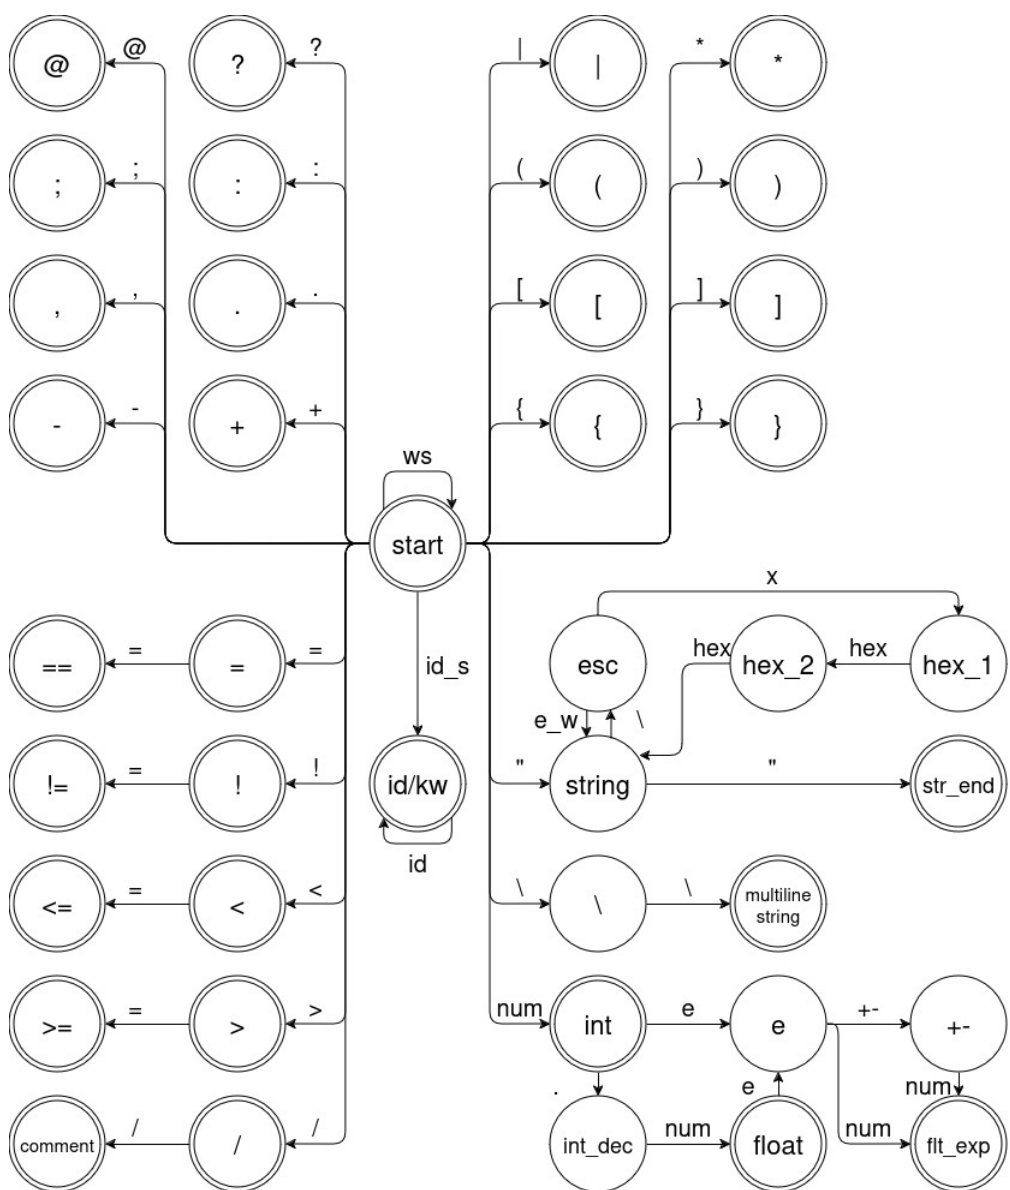 @ @ ? ? | | * *
; ; : : ( ( ) )
, , . . [ [ ] ]
- - + + { { } }
ws
start
x
== = = =
id_s
esc
hex
hex_2
hex
hex_1
e_w
\
!= = ! !
id/kw
id
"
string
"
str_end
<= = < <
\
\
\
multiline
string
>= = > >
num
int
e
e
+-
+-
.
e
num
comment / / /
int_dec
num
float
num
flt_exp